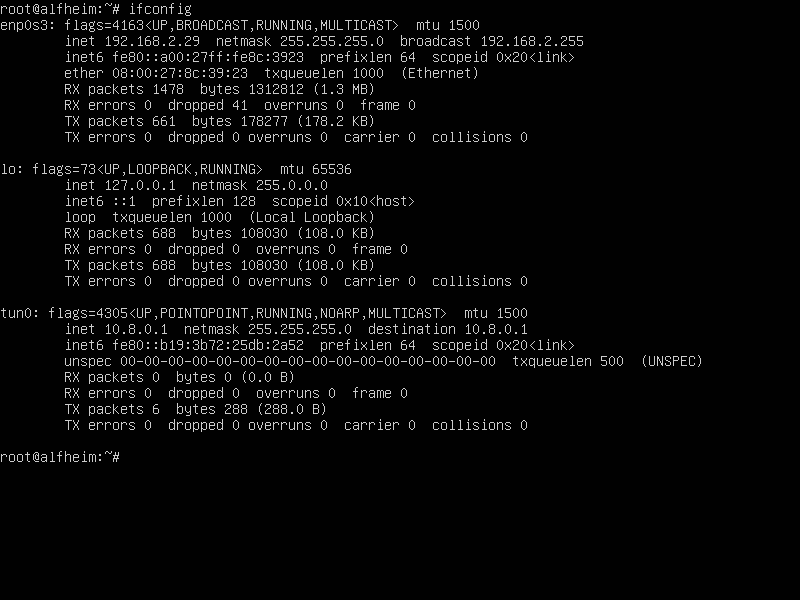 root@alfheim:~# ifconfig
enp0s3: flags=4163<UP,BROADCAST,RUNNING,MULTICAST>  mtu 1500
        inet 192.168.2.29  netmask 255.255.255.0  broadcast 192.168.2.255
        inet6 fe80::a00:27ff:fe8c:3923  prefixlen 64  scopeid 0x20<link>
        ether 08:00:27:8c:39:23  txqueuelen 1000  (Ethernet)
        RX packets 1478  bytes 1312812 (1.3 MB)
        RX errors 0  dropped 41  overruns 0  frame 0
        TX packets 661  bytes 178277 (178.2 KB)
        TX errors 0  dropped 0 overruns 0  carrier 0  collisions 0

lo: flags=73<UP,LOOPBACK,RUNNING>  mtu 65536
        inet 127.0.0.1  netmask 255.0.0.0
        inet6 ::1  prefixlen 128  scopeid 0x10<host>
        loop  txqueuelen 1000  (Local Loopback)
        RX packets 688  bytes 108030 (108.0 KB)
        RX errors 0  dropped 0  overruns 0  frame 0
        TX packets 688  bytes 108030 (108.0 KB)
        TX errors 0  dropped 0 overruns 0  carrier 0  collisions 0

tun0: flags=4305<UP,POINTOPOINT,RUNNING,NOARP,MULTICAST>  mtu 1500
        inet 10.8.0.1  netmask 255.255.255.0  destination 10.8.0.1
        inet6 fe80::b19:3b72:25db:2a52  prefixlen 64  scopeid 0x20<link>
        unspec 00-00-00-00-00-00-00-00-00-00-00-00-00-00-00-00  txqueuelen 500  (UNSPEC)
        RX packets 0  bytes 0 (0.0 B)
        RX errors 0  dropped 0  overruns 0  frame 0
        TX packets 6  bytes 288 (288.0 B)
        TX errors 0  dropped 0 overruns 0  carrier 0  collisions 0

root@alfheim:~#